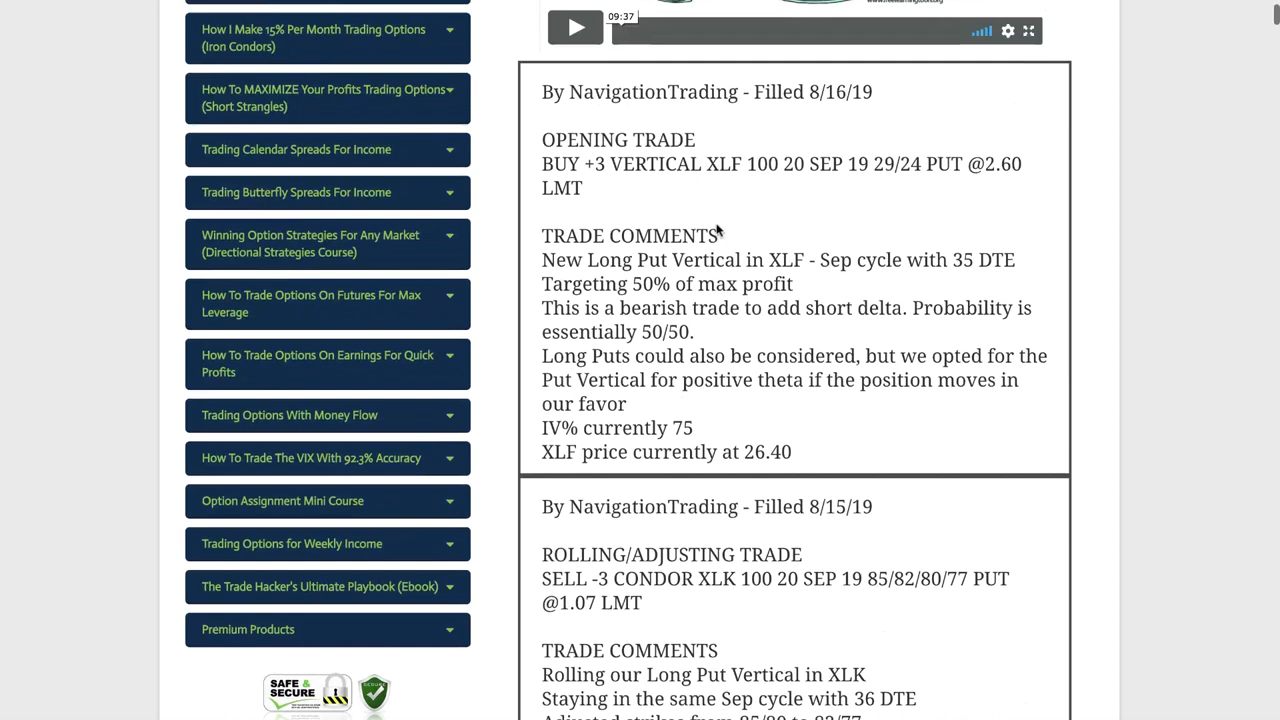 How I Make 15% Per Month Trading Options
(Iron Condors)
How To MAXIMIZE Your Profits Trading Options
(Short Strangles)
Trading Calendar Spreads For Income
Trading Butterfly Spreads For Income
Winning Option Strategies For Any Market
(Directional Strategies Course)
How To Trade Options On Futures For Max
Leverage
How To Trade Options On Earnings For Quick
Profits
Trading Options With Money Flow
How To Trade The VIX With 92.3% Accuracy
Option Assignment Mini Course
Trading Options for Weekly Income
The Trade Hacker's Ultimate Playbook (Ebook)
Premium Products
SAFE &
SECURE
09:37
By NavigationTrading - Filled 8/16/19
OPENING TRADE
BUY +3 VERTICAL XLF 100 20 SEP 19 29/24 PUT @2.60
LMT
TRADE COMMENTS
New Long Put Vertical in XLF - Sep cycle with 35 DTE
Targeting 50% of max profit
This is a bearish trade to add short delta. Probability is
essentially 50/50.
Long Puts could also be considered, but we opted for the
Put Vertical for positive theta if the position moves in
our favor
IV% currently 75
XLF price currently at 26.40
By NavigationTrading - Filled 8/15/19
ROLLING/ADJUSTING TRADE
SELL -3 CONDOR XLK 100 20 SEP 19 85/82/80/77 PUT
@1.07 LMT
TRADE COMMENTS
Rolling our Long Put Vertical in XLK
Staying in the same Sep cycle with 36 DTE